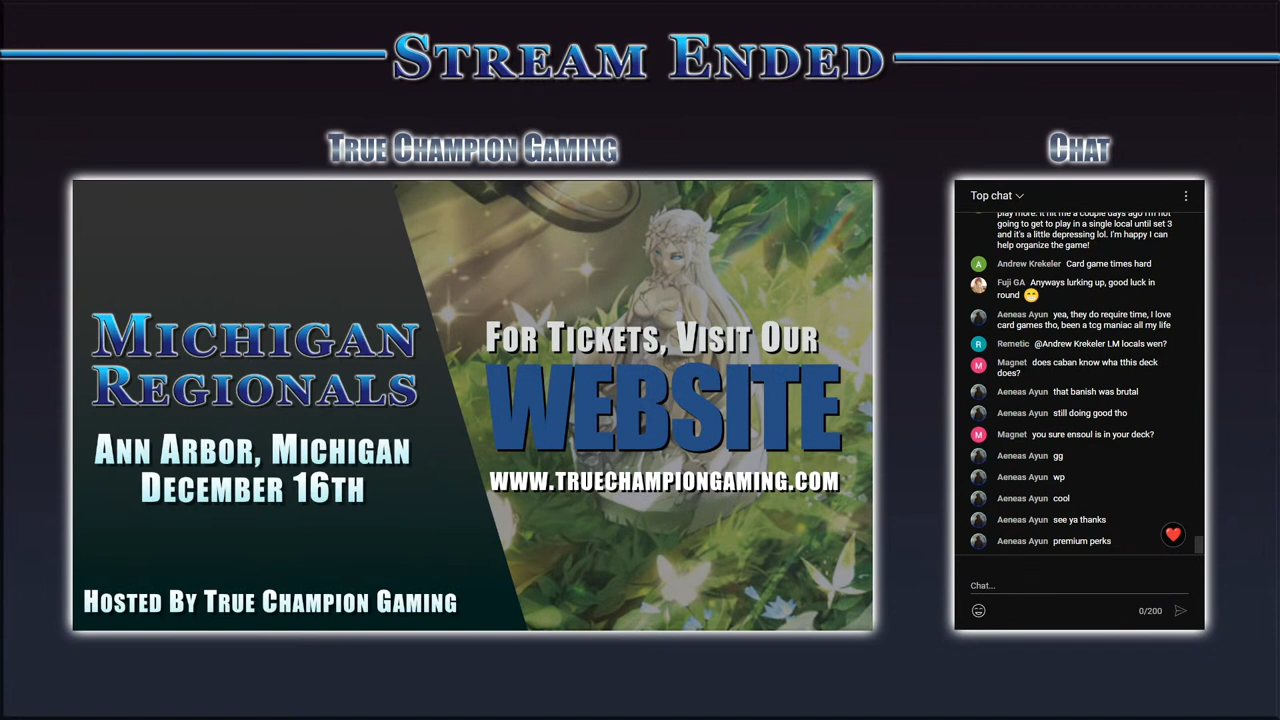 STREAM ENDED
TRUE CHAMPION GAMING
MICHIGAN
REGIONALS
ANN ARBOR, MICHIGAN
DECEMBER 16TH
HOSTED BY TRUE CHAMPION GAMING
FOR TICKETS, VISIT OUR
WEBSITE
WWW.TRUECHAMPIONGAMING.COM
CHAT
Top chat
play more. It hit me a couple days ago I'm not
going to get to play in a single local until set 3
and it's a little depressing lol. I'm happy I can
help organize the game!
A Andrew Krekeler Card game times hard
Fuji GA Anyways lurking up, good luck in
round 😁
Aeneas Ayun yea, they do require time, I love
card games tho, been a tcg maniac all my life
R Remetic @Andrew Krekeler LM locals wen?
M Magnet does caban know wha tthis deck
does?
Aeneas Ayun that banish was brutal
Aeneas Ayun still doing good tho
M Magnet you sure ensoul is in your deck?
Aeneas Ayun gg
Aeneas Ayun wp
Aeneas Ayun cool
Aeneas Ayun see ya thanks
Aeneas Ayun premium perks
Chat...
0/200